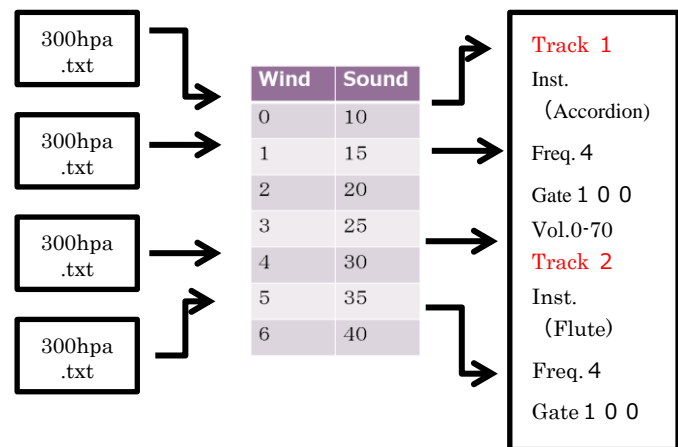 300hpa
.txt
300hpa
.txt
300hpa
.txt
300hpa
.txt
Wind Sound
0 10
1 15
2 20
3 25
4 30
5 35
6 40
Track 1
Inst.
（Accordion)
Freq.４
Gate１００
Vol.0-70
Track 2
Inst.
（Flute)
Freq.４
Gate１００